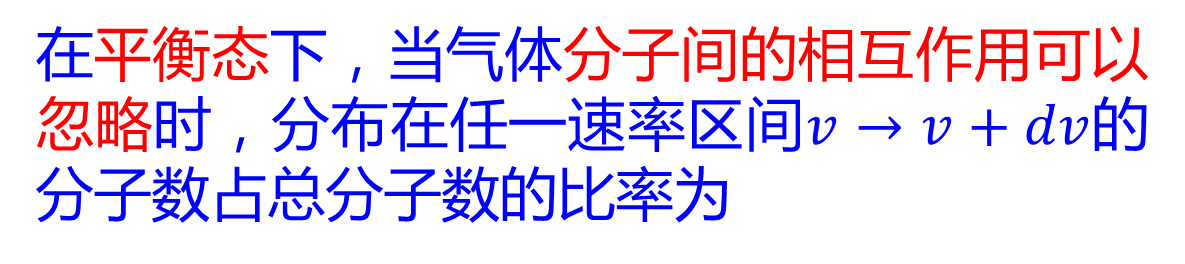 在平衡态下，当气体分子间的相互作用可以
忽略时，分布在任一速率区间v → v + dv的
分子数占总分子数的比率为